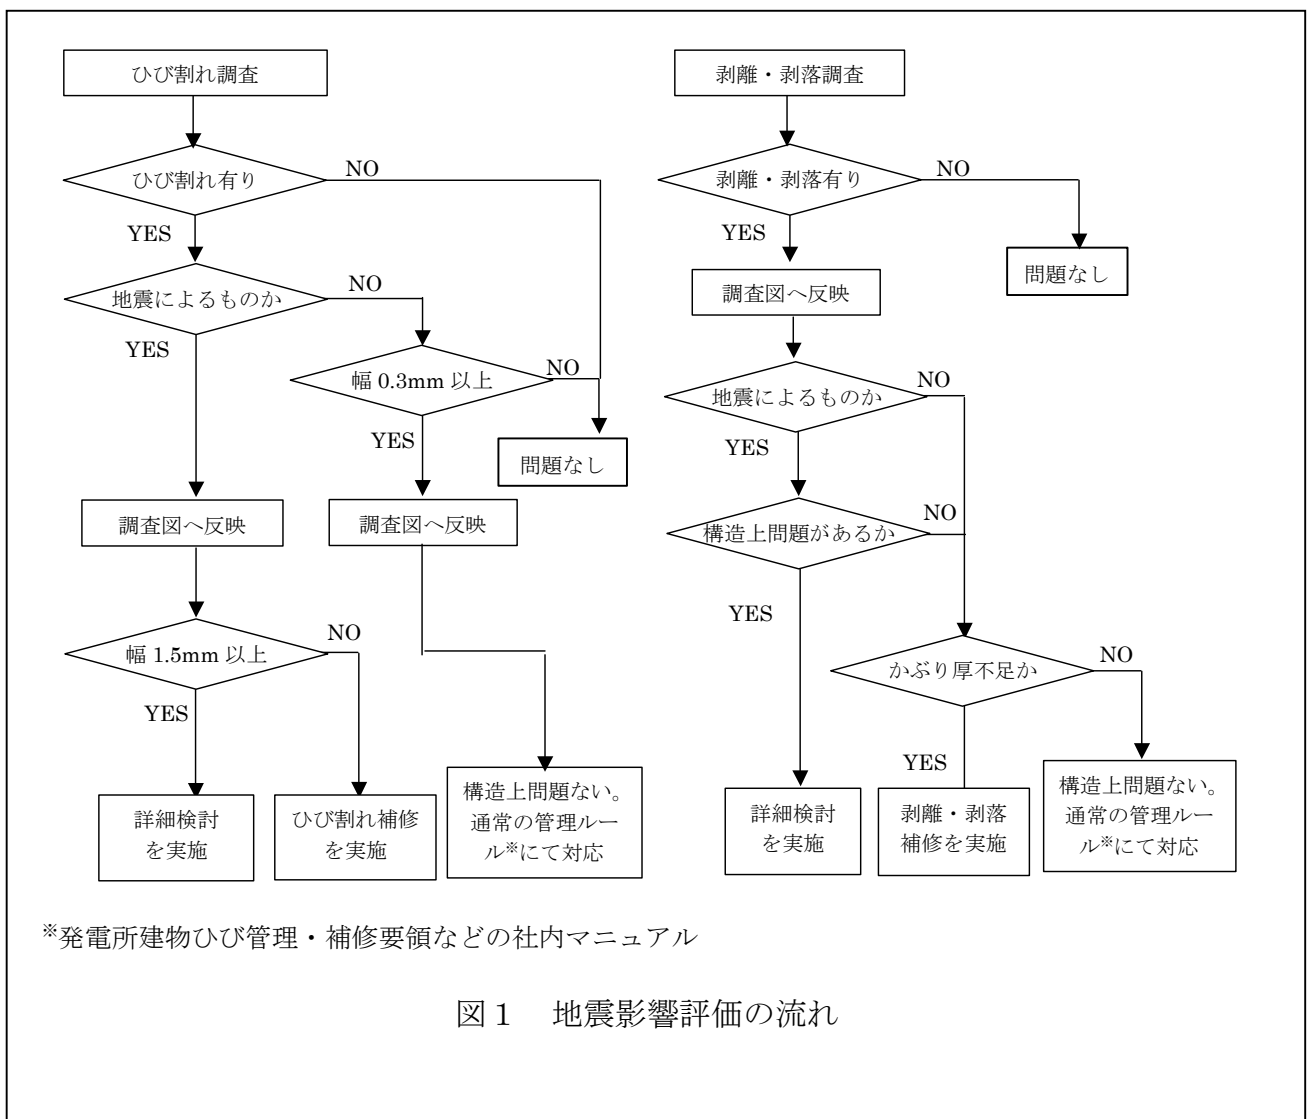 ひび割れ調査
ひび割れ有り
NO
YES
地震によるものか
NO
YES
幅 0.3mm 以上
NO
YES
問題なし
調査図へ反映
調査図へ反映
幅 1.5mm 以上
NO
YES
詳細検討
を実施
ひび割れ補修
を実施
構造上問題ない。
通常の管理ルー
ル※にて対応
剥離・剥落調査
剥離・剥落有り
NO
YES
問題なし
調査図へ反映
地震によるものか
NO
YES
構造上問題があるか
NO
YES
かぶり厚不足か
NO
YES
詳細検討
を実施
剥離・剥落
補修を実施
構造上問題ない。
通常の管理ルー
ル※にて対応
※発電所建物ひび管理・補修要領などの社内マニュアル
図1 地震影響評価の流れ